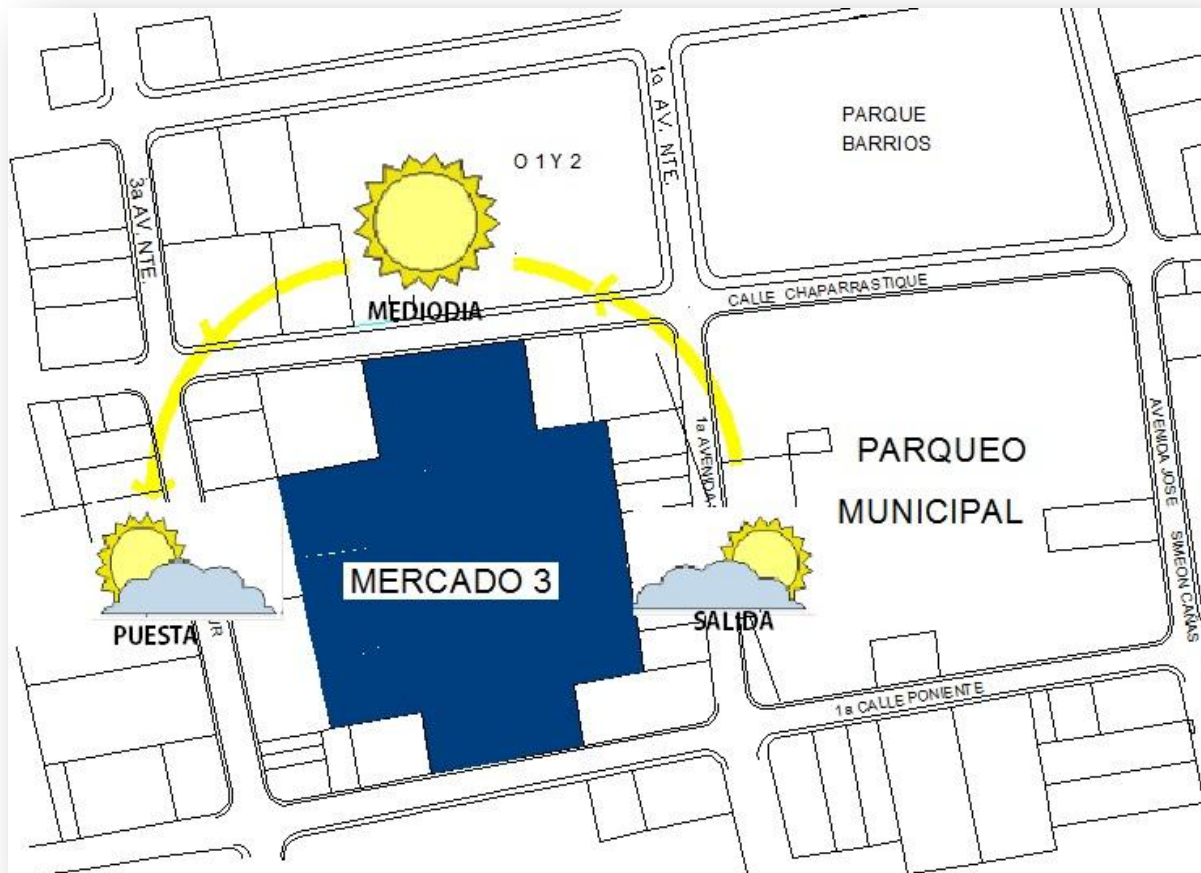 1a AV. NTE.
PARQUE
BARRIOS
O 1 Y 2
3a AV. NTE.
MEDIODIA
CALLE CHAPARRASTIQUE
1a AVENIDA
PARQUEO
MUNICIPAL
AVENIDA JOSE SIMEON CAÑAS
MERCADO 3
PUESTA
UR
SALIDA
1a CALLE PONIENTE